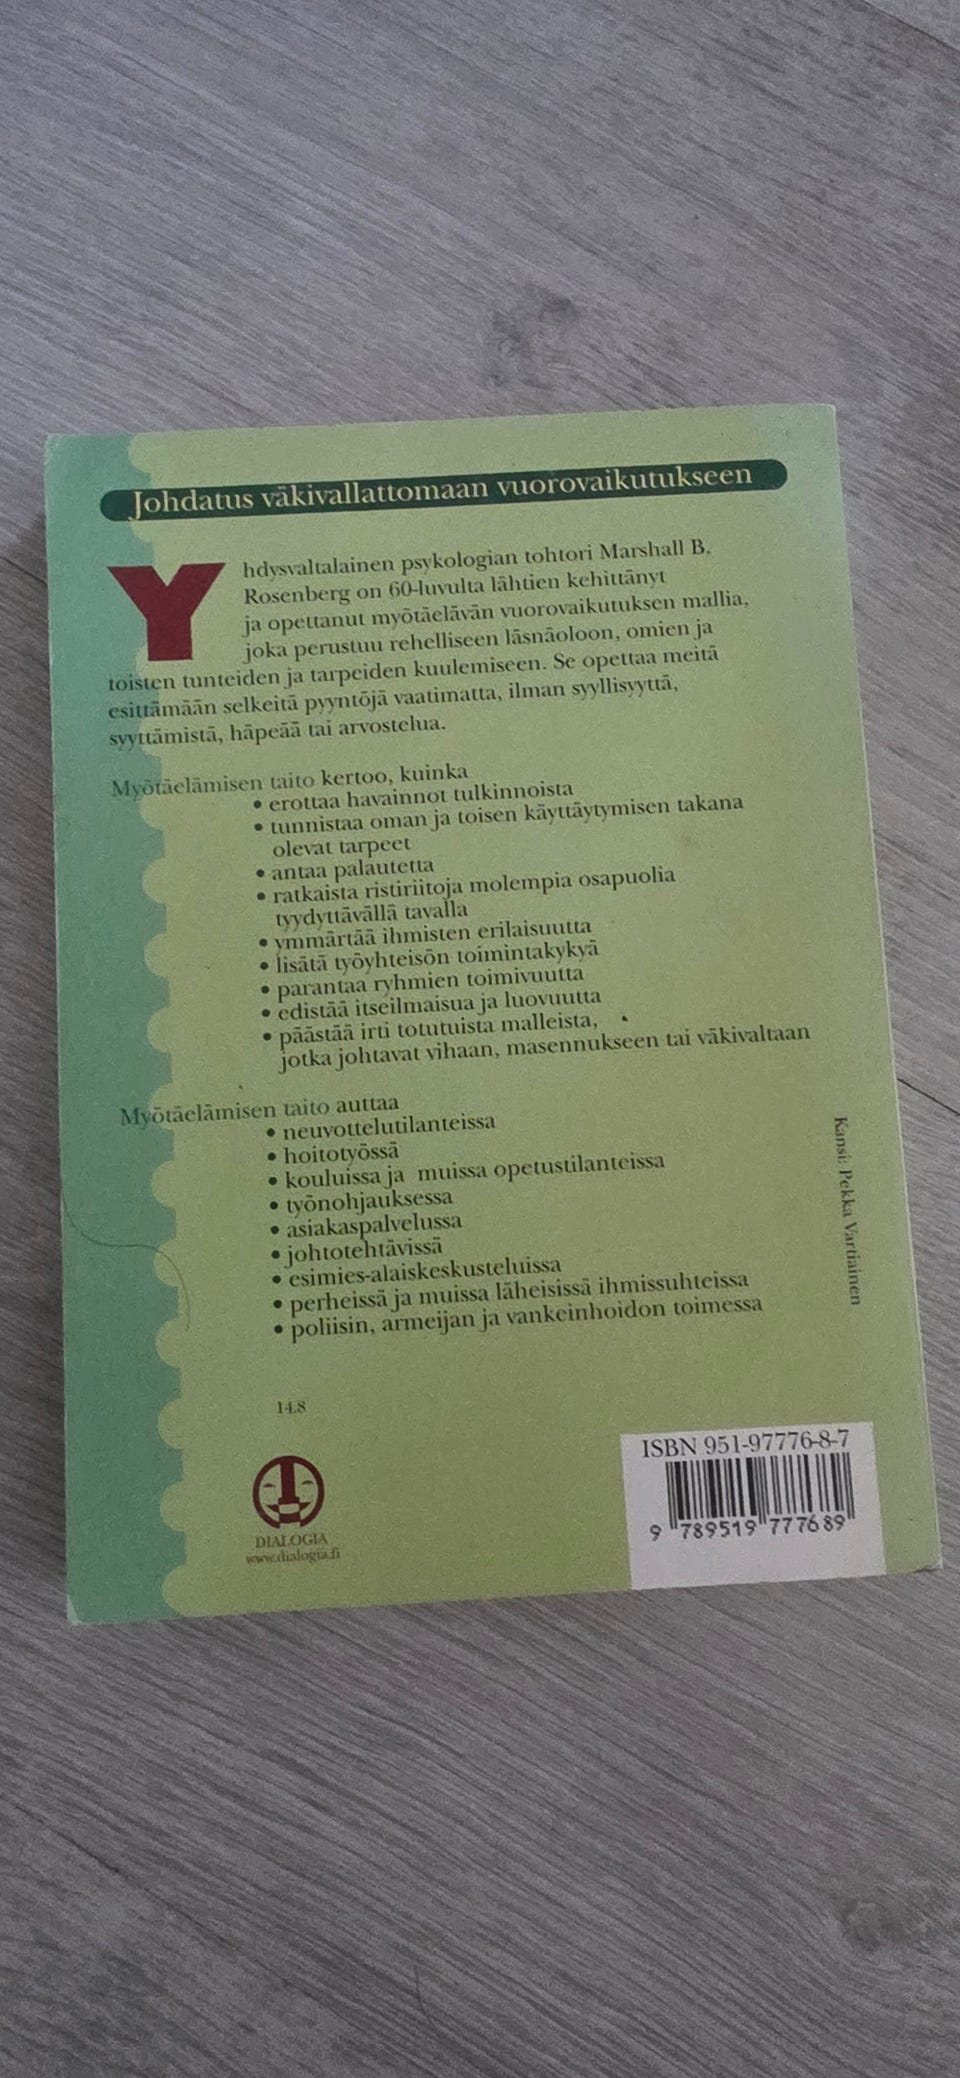 Johdatus väkivallattomaan vuorovaikutukseen
Yhdysvaltalainen psykologian tohtori Marshall B.
Rosenberg on 60-luvulta lähtien kehittänyt
ja opettanut myötäelävän vuorovaikutuksen mallia,
joka perustuu rehelliseen läsnäoloon, omien ja
toisten tunteiden ja tarpeiden kuulemiseen. Se opettaa meitä
esittämään selkeitä pyyntöjä vaatimatta, ilman syyllisyyttä,
syyttämistä, häpeää tai arvostelua.
Myötäelämisen taito kertoo, kuinka
• erottaa havainnot tulkinnoista
• tunnistaa oman ja toisen käyttäytymisen takana
olevat tarpeet
• antaa palautetta
• ratkaista ristiriitoja molempia osapuolia
tyydyttävällä tavalla
• ymmärtää ihmisten erilaisuutta
• lisätä työyhteisön toimintakykyä
• parantaa ryhmien toimivuutta
• edistää itseilmaisua ja luovuutta
• päästää irti totutuista malleista,
jotka johtavat vihaan, masennukseen tai väkivaltaan
Myötäelämisen taito auttaa
• neuvottelutilanteissa
• hoitotyössä
• kouluissa ja muissa opetustilanteissa
• työnohjauksessa
• asiakaspalvelussa
• johtotehtävissä
• esimies-alaiskeskusteluissa
• perheissä ja muissa läheisissä ihmissuhteissa
• poliisin, armeijan ja vankeinhoidon toimessa
Kansi: Pekka Vartiainen
14.8
DIALOGIA
www.dialogia.fi
ISBN 951-97776-8-7
9 789519 777689